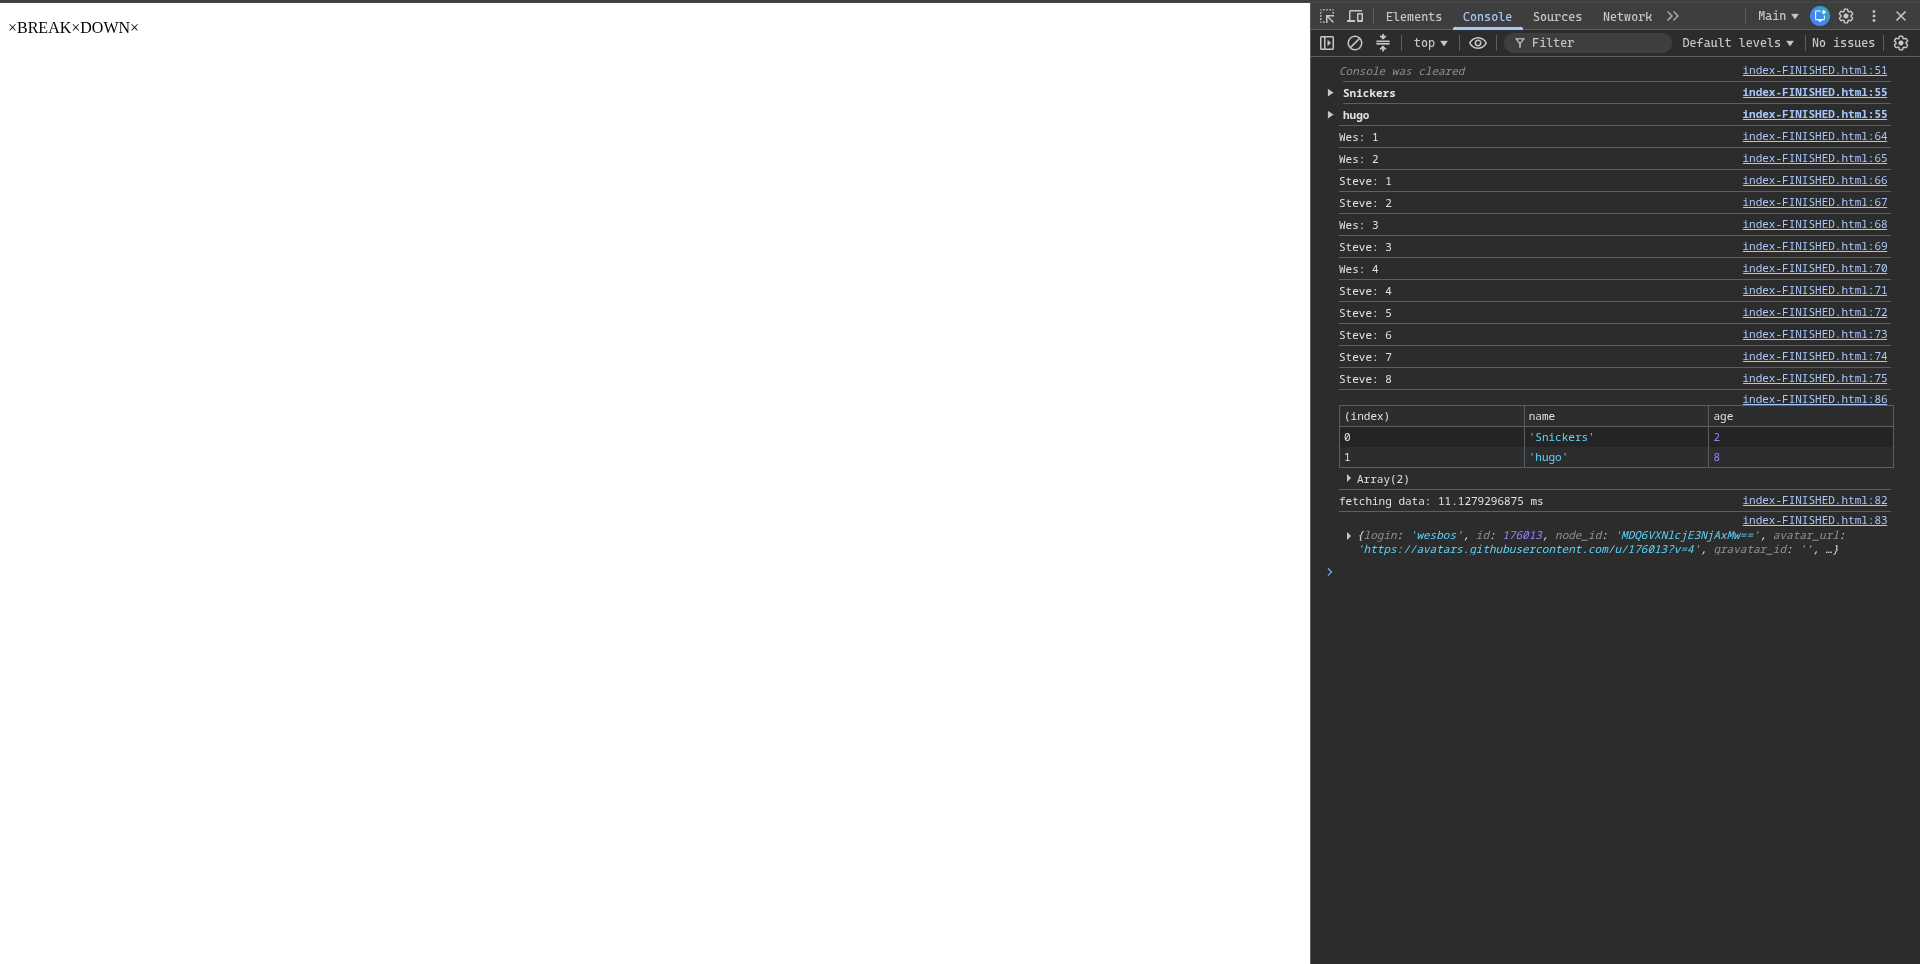 ×BREAK×DOWN×
Elements Console Sources Network Main
top Filter Default levels No issues
Console was cleared index-FINISHED.html:51
Snickers index-FINISHED.html:55
hugo index-FINISHED.html:55
Wes: 1 index-FINISHED.html:64
Wes: 2 index-FINISHED.html:65
Steve: 1 index-FINISHED.html:66
Steve: 2 index-FINISHED.html:67
Wes: 3 index-FINISHED.html:68
Steve: 3 index-FINISHED.html:69
Wes: 4 index-FINISHED.html:70
Steve: 4 index-FINISHED.html:71
Steve: 5 index-FINISHED.html:72
Steve: 6 index-FINISHED.html:73
Steve: 7 index-FINISHED.html:74
Steve: 8 index-FINISHED.html:75
index-FINISHED.html:86
(index) name age
0 'Snickers' 2
1 'hugo' 8
Array(2)
fetching data: 11.1279296875 ms index-FINISHED.html:82
index-FINISHED.html:83
{login: 'wesbos', id: 176013, node_id: 'MDQ6VXNlcjE3NjAxMw==', avatar_url:
'https://avatars.githubusercontent.com/u/176013?v=4', gravatar_id: '', …}